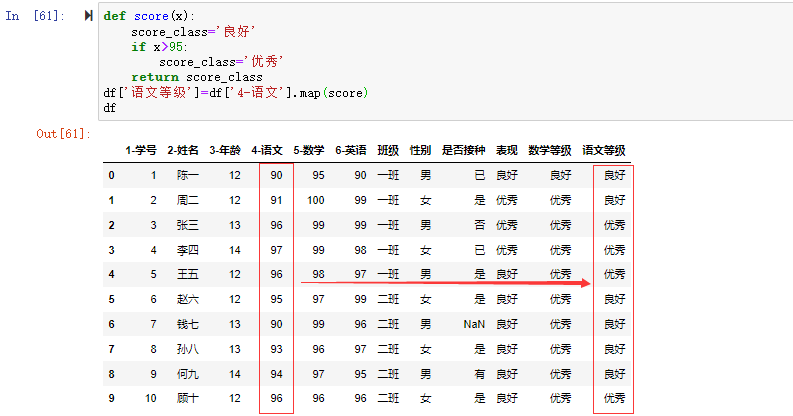 In [61]:
def score(x):
score_class='良好'
if x>95:
score_class='优秀'
return score_class
df['语文等级']=df['4-语文'].map(score)
df
Out[61]:
1-学号 2-姓名 3-年龄 4-语文 5-数学 6-英语 班级 性别 是否接种 表现 数学等级 语文等级
0 1 陈一 12 90 95 90 一班 男 已 良好 良好 良好
1 2 周二 12 91 100 99 一班 女 是 优秀 优秀 良好
2 3 张三 13 96 99 99 一班 男 否 优秀 优秀 优秀
3 4 李四 14 97 99 98 一班 女 已 优秀 优秀 优秀
4 5 王五 12 96 98 97 一班 男 是 良好 优秀 优秀
5 6 赵六 12 95 97 99 二班 女 是 良好 优秀 良好
6 7 钱七 13 90 99 96 二班 男 NaN 良好 优秀 良好
7 8 孙八 13 93 96 97 二班 女 是 良好 优秀 良好
8 9 何九 14 94 97 95 二班 男 有 良好 优秀 良好
9 10 顾十 12 96 96 96 二班 女 是 良好 优秀 优秀